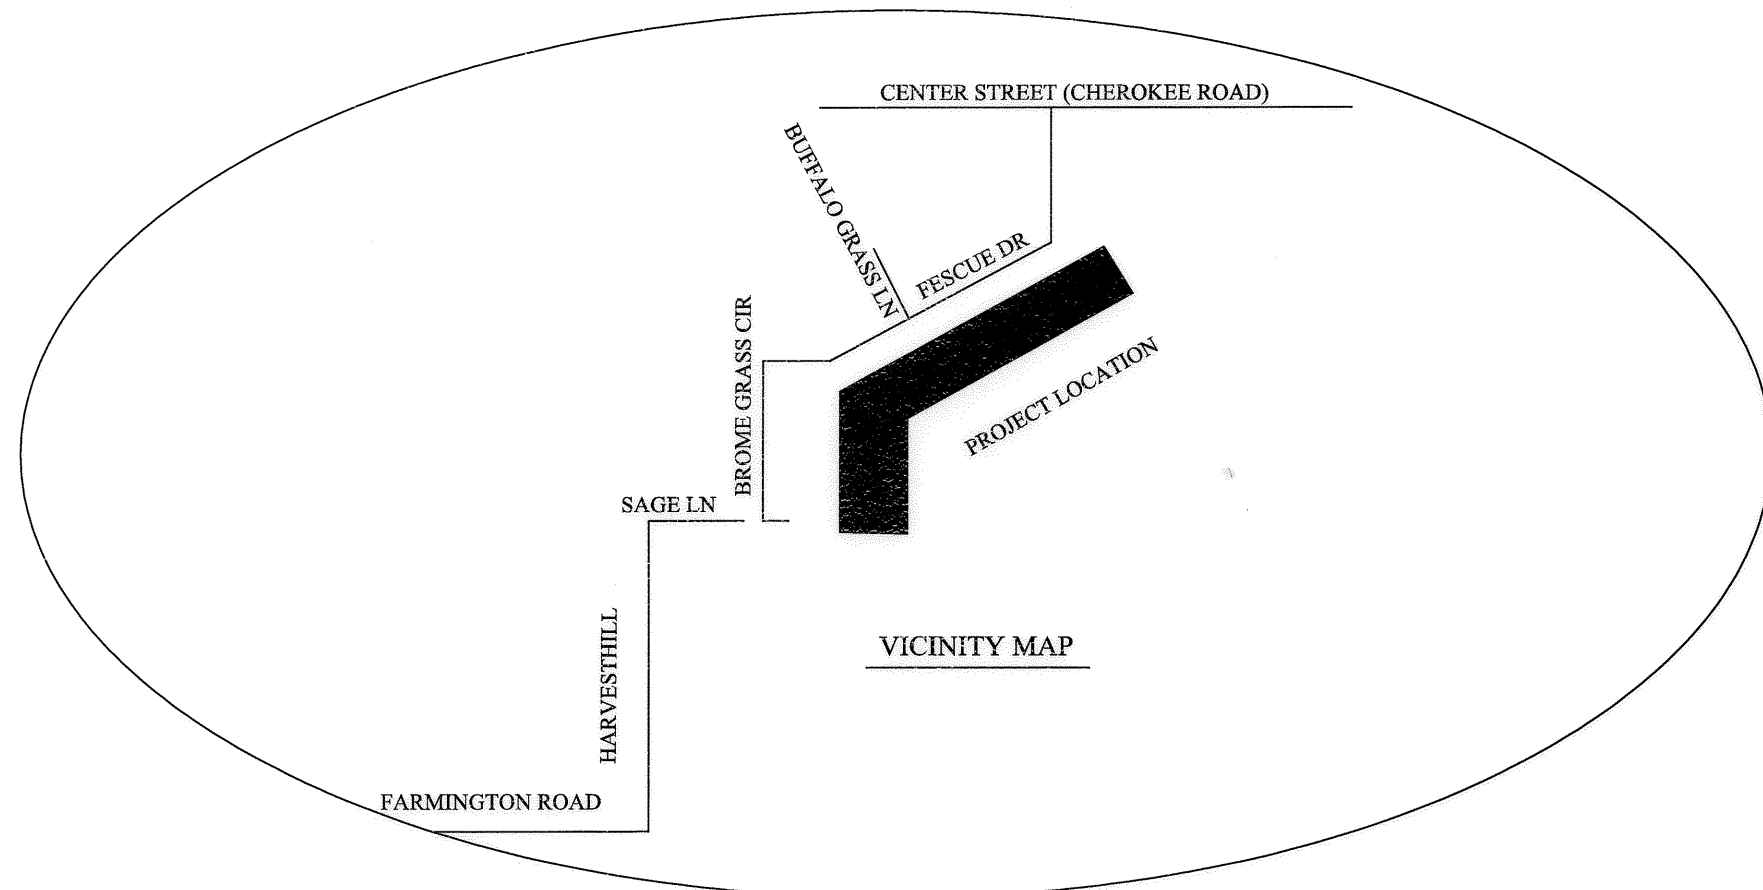 CENTER STREET (CHEROKEE ROAD)
BUFFALO GRASS LN
FESCUE DR
BROME GRASS CIR
PROJECT LOCATION
SAGE LN
VICINITY MAP
HARVESTHILL
FARMINGTON ROAD